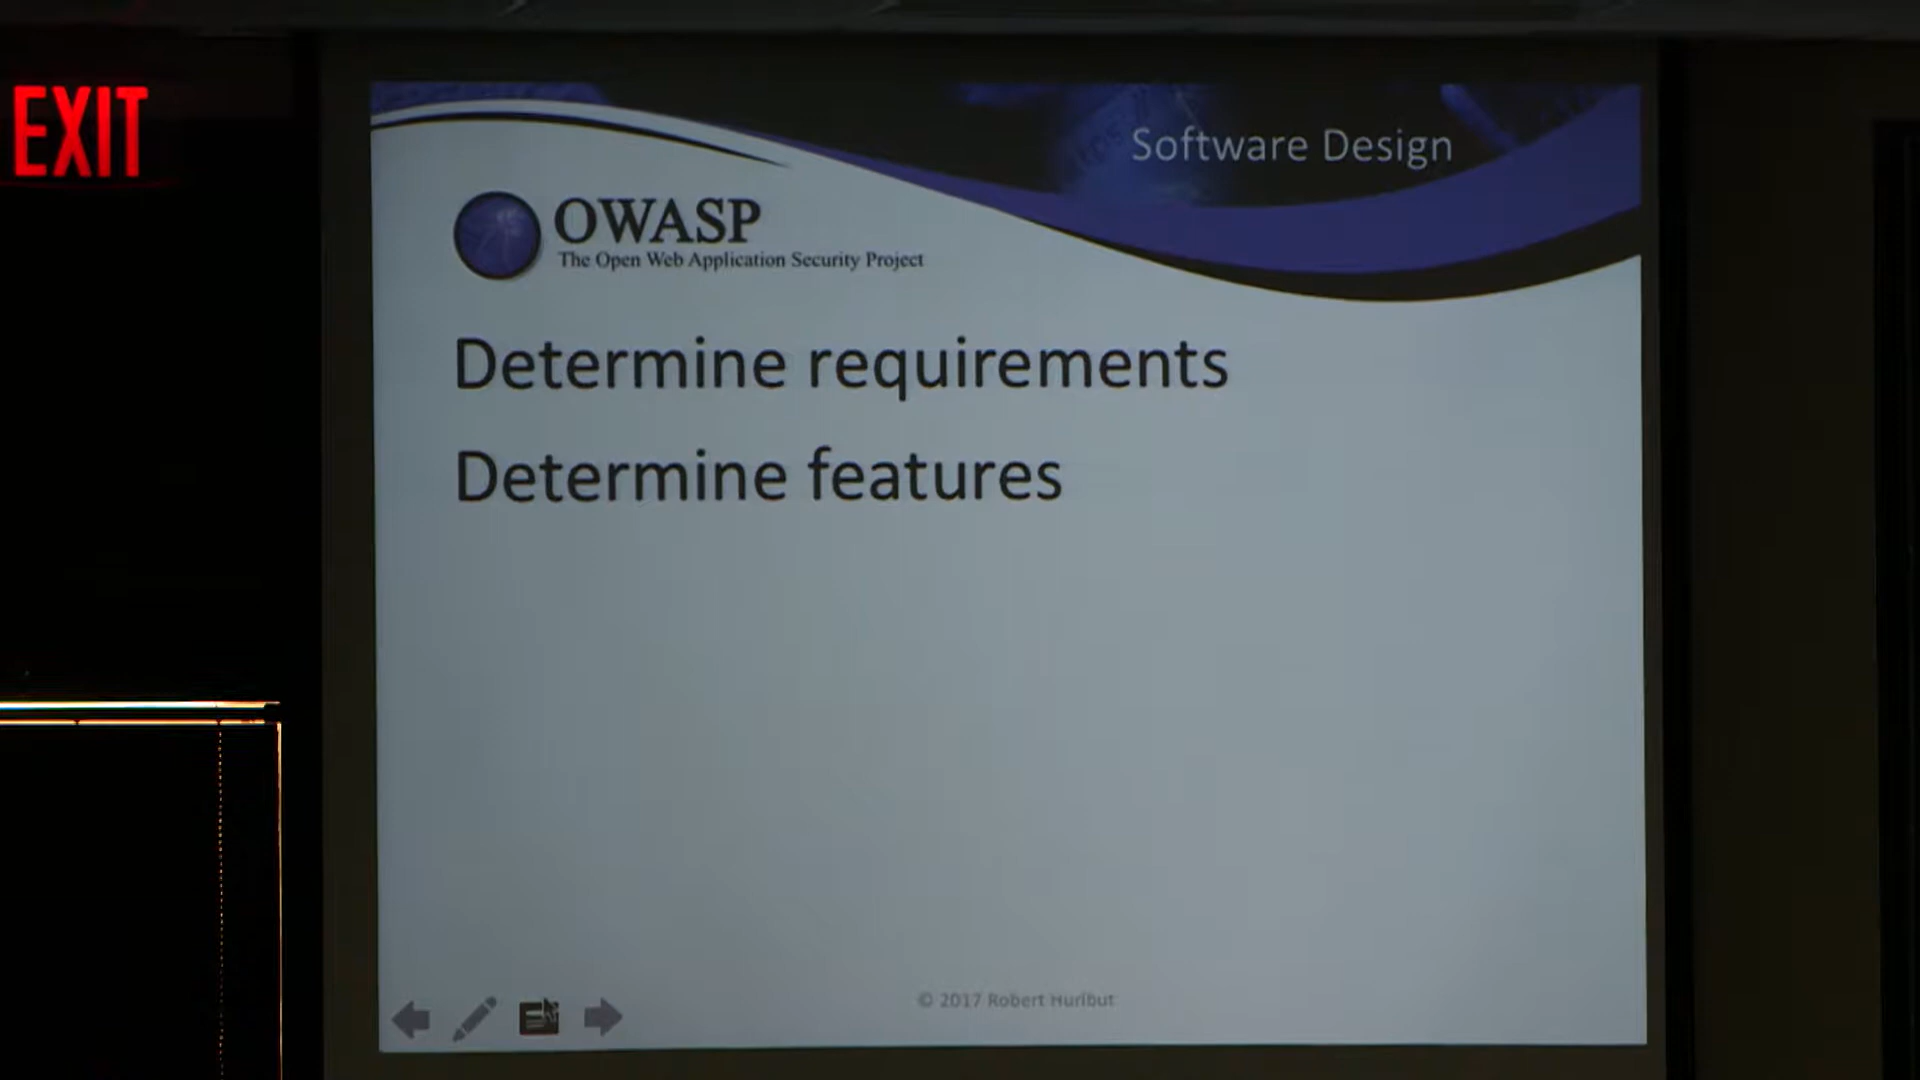 EXIT
Software Design
OWASP
The Open Web Application Security Project
Determine requirements
Determine features
© 2017 Robert Hurlbut